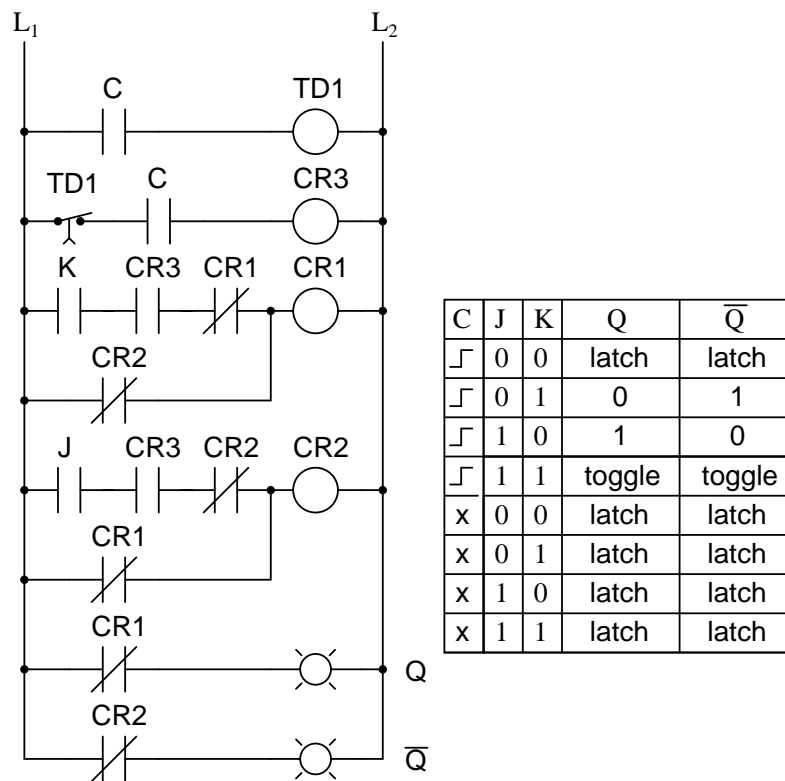 L₁ L₂
C TD1
TD1 C CR3
K CR3 CR1 CR1
CR2
J CR3 CR2 CR2
CR1
CR1
Q
CR2
Q̅
C J K Q Q̅
0 0 latch latch
0 1 0 1
1 0 1 0
1 1 toggle toggle
x 0 0 latch latch
x 0 1 latch latch
x 1 0 latch latch
x 1 1 latch latch